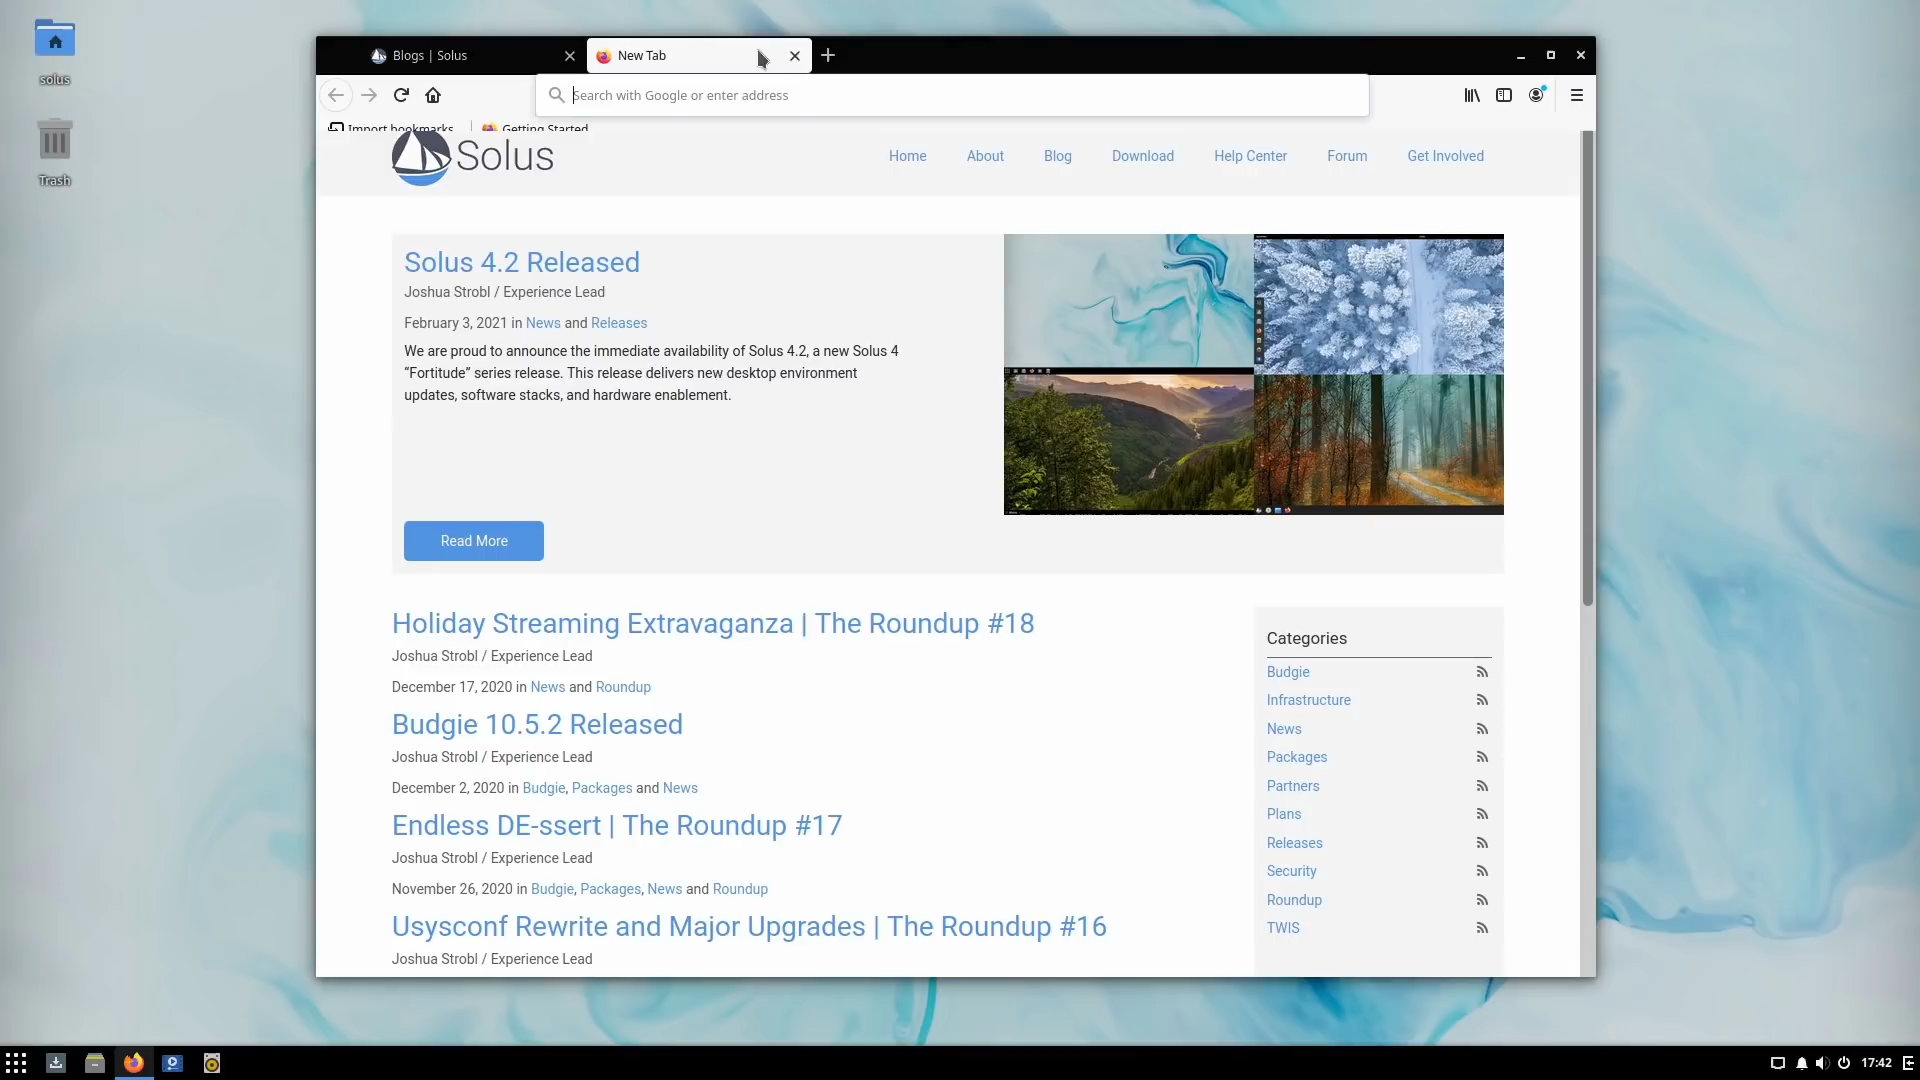 solus
Trash
Blogs | Solus
New Tab
Search with Google or enter address
Import bookmarks...
Getting Started
Solus
Home
About
Blog
Download
Help Center
Forum
Get Involved
Solus 4.2 Released
Joshua Strobl / Experience Lead
February 3, 2021 in News and Releases
We are proud to announce the immediate availability of Solus 4.2, a new Solus 4
“Fortitude” series release. This release delivers new desktop environment
updates, software stacks, and hardware enablement.
Read More
Holiday Streaming Extravaganza | The Roundup #18
Joshua Strobl / Experience Lead
December 17, 2020 in News and Roundup
Budgie 10.5.2 Released
Joshua Strobl / Experience Lead
December 2, 2020 in Budgie, Packages and News
Endless DE-ssert | The Roundup #17
Joshua Strobl / Experience Lead
November 26, 2020 in Budgie, Packages, News and Roundup
Usysconf Rewrite and Major Upgrades | The Roundup #16
Joshua Strobl / Experience Lead
Categories
Budgie
Infrastructure
News
Packages
Partners
Plans
Releases
Security
Roundup
TWIS
17:42